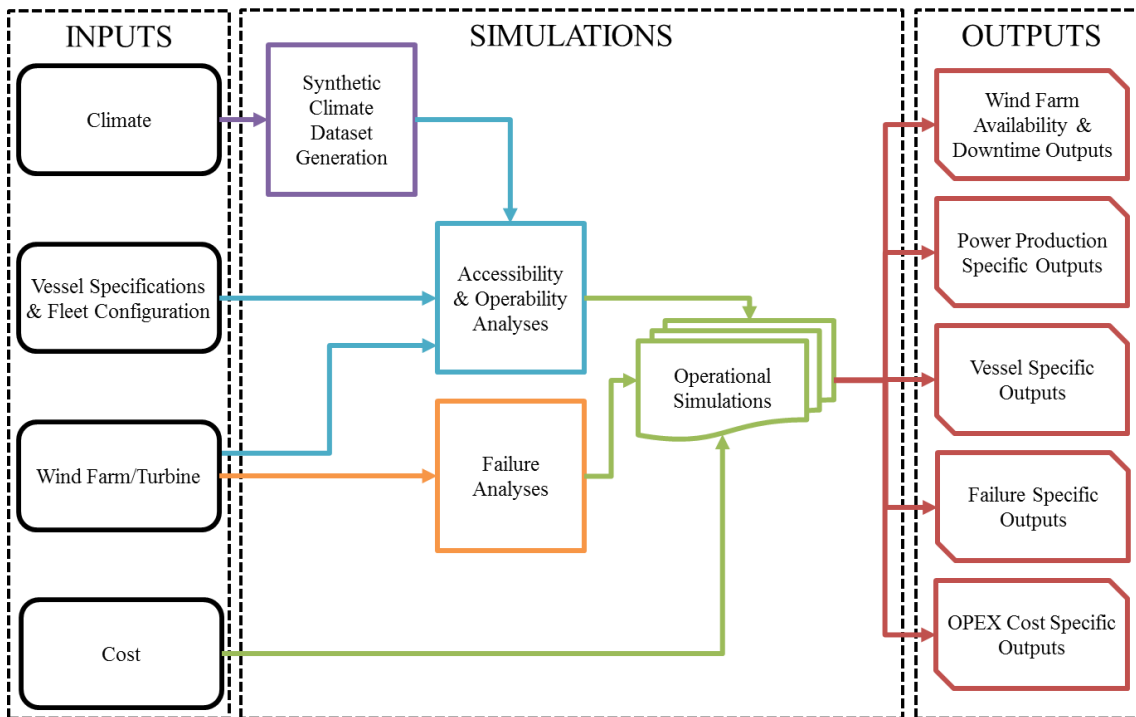 INPUTS
Climate
Vessel Specifications
& Fleet Configuration
Wind Farm/Turbine
Cost
SIMULATIONS
Synthetic
Climate
Dataset
Generation
Accessibility
& Operability
Analyses
Failure
Analyses
Operational
Simulations
OUTPUTS
Wind Farm
Availability &
Downtime Outputs
Power Production
Specific Outputs
Vessel Specific
Outputs
Failure Specific
Outputs
OPEX Cost Specific
Outputs